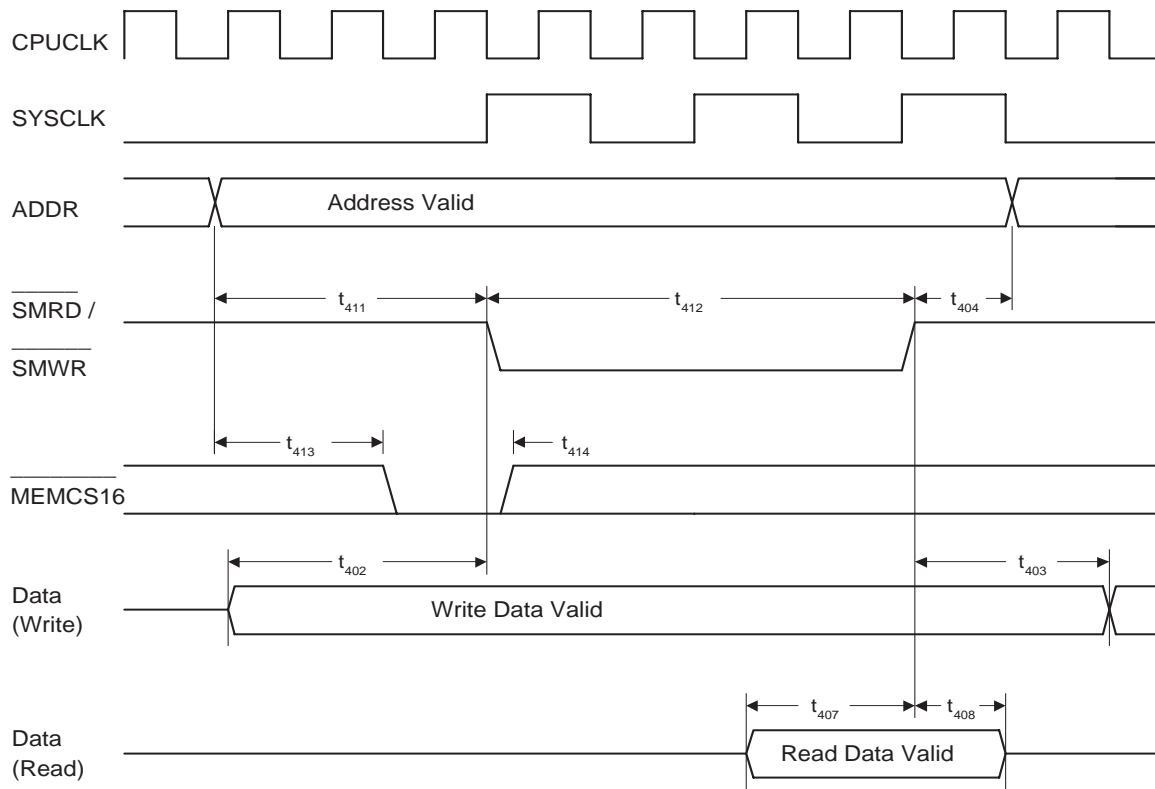 CPUCLK
SYSCLK
ADDR
Address Valid
t411
t412
t404
SMRD /
SMWR
t413
t414
MEMCS16
t402
t403
Data
(Write)
Write Data Valid
t407
t408
Data
(Read)
Read Data Valid